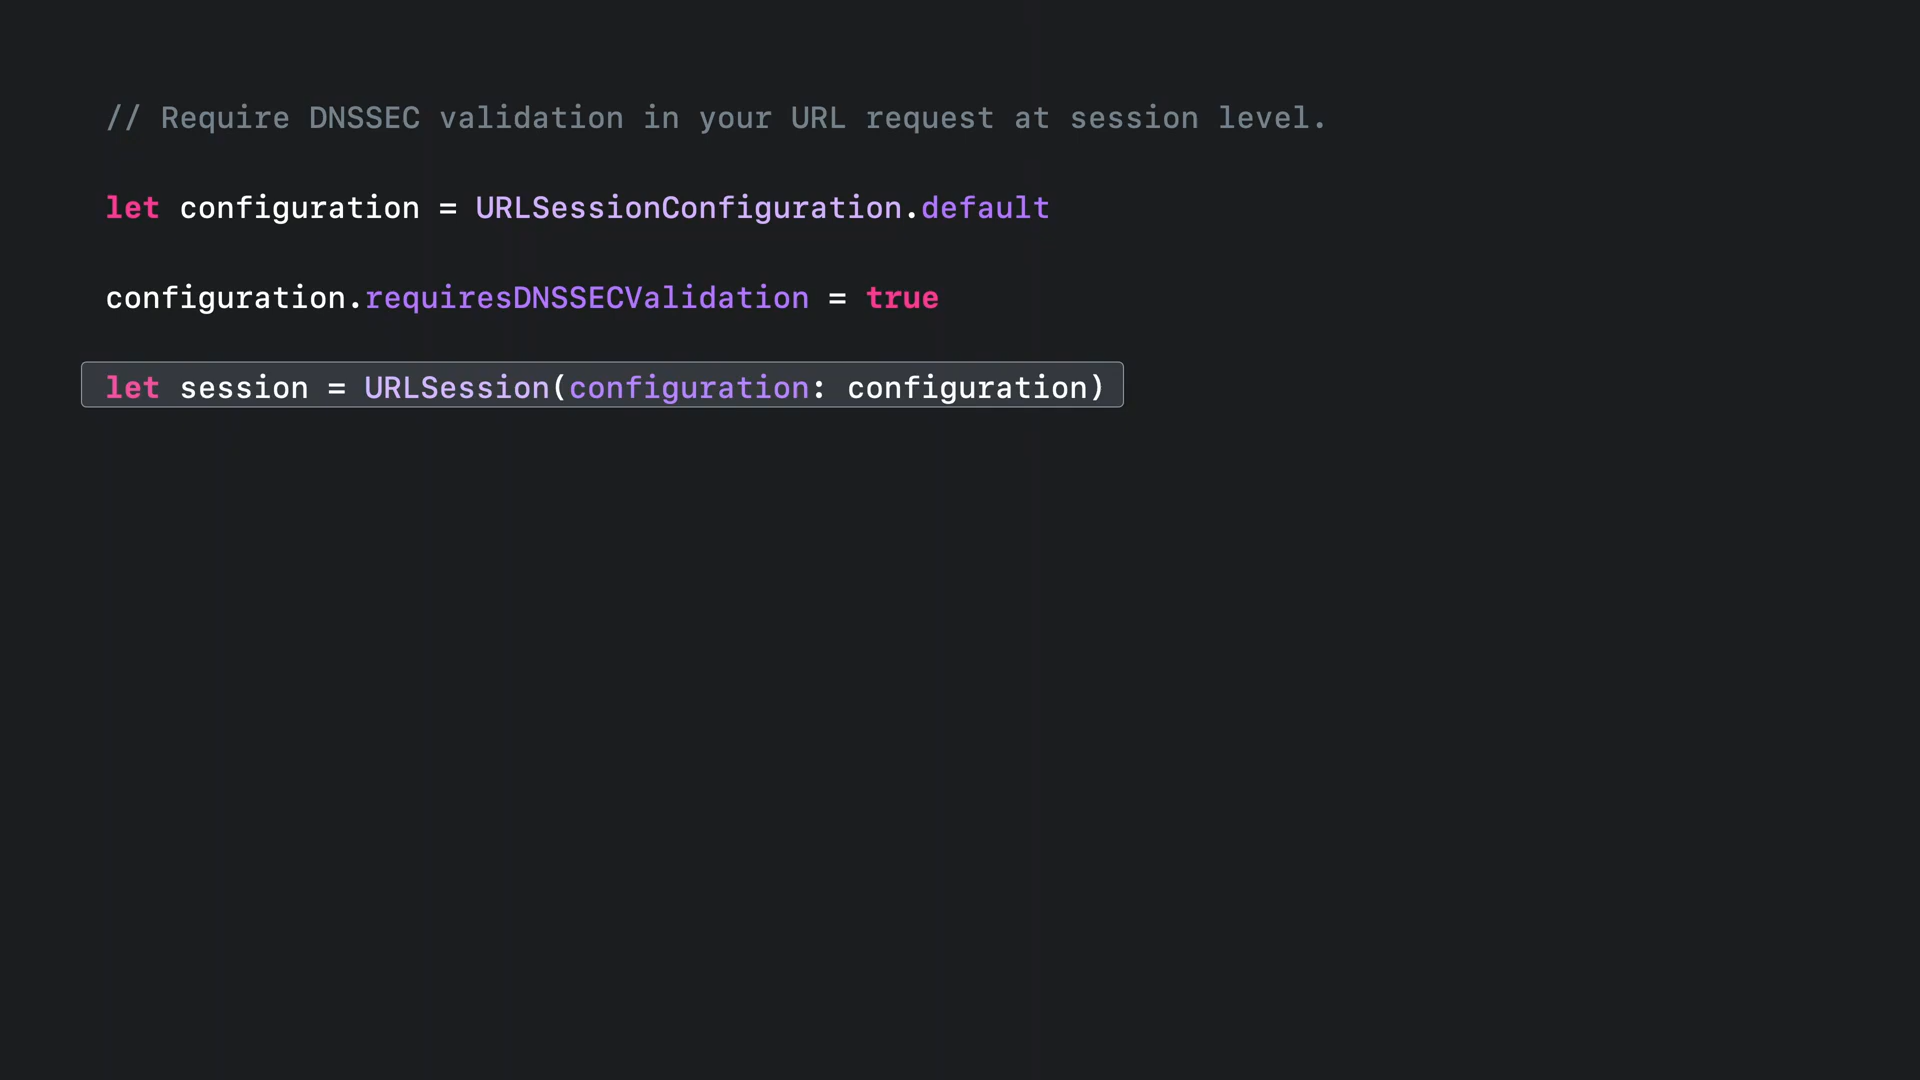 // Require DNSSEC validation in your URL request at session level.
let configuration = URLSessionConfiguration.default
configuration.requiresDNSSECValidation = true
let session = URLSession(configuration: configuration)